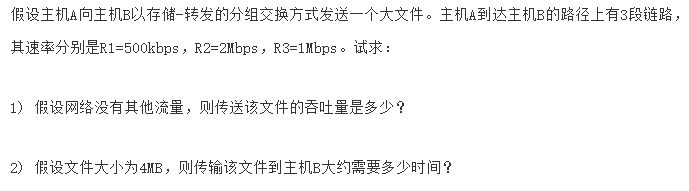 假设主机A向主机B以存储-转发的分组交换方式发送一个大文件。主机A到达主机B的路径上有3段链路，
其速率分别是R1=500kbps，R2=2Mbps，R3=1Mbps。试求：
1) 假设网络没有其他流量，则传送该文件的吞吐量是多少？
2) 假设文件大小为4MB，则传输该文件到主机B大约需要多少时间？